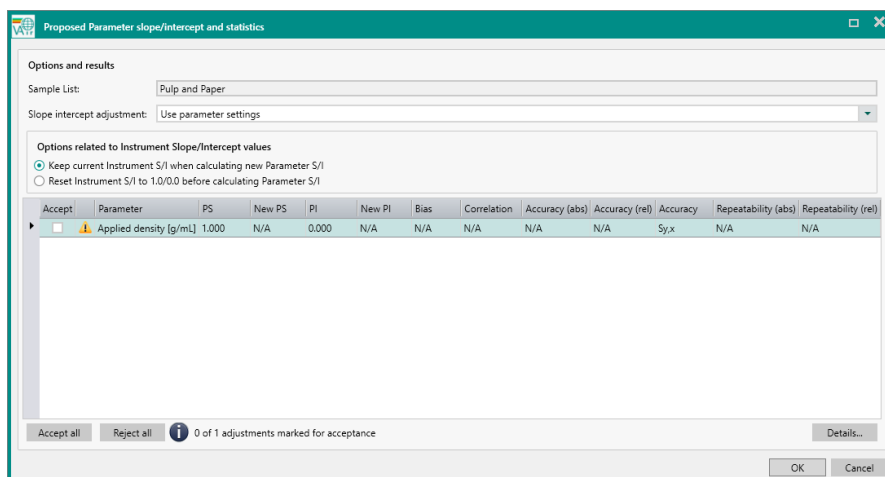 Proposed Parameter slope/intercept and statistics
Options and results
Sample List: Pulp and Paper
Slope intercept adjustment: Use parameter settings
Options related to Instrument Slope/Intercept values
Keep current Instrument S/I when calculating new Parameter S/I
Reset Instrument S/I to 1.0/0.0 before calculating Parameter S/I
Accept Parameter PS New PS PI New PI Bias Correlation Accuracy (abs) Accuracy (rel) Accuracy Repeatability (abs) Repeatability (rel)
Applied density [g/mL] 1.000 N/A 0.000 N/A N/A N/A N/A N/A Sy,x N/A N/A
Accept all Reject all 0 of 1 adjustments marked for acceptance Details...
OK Cancel